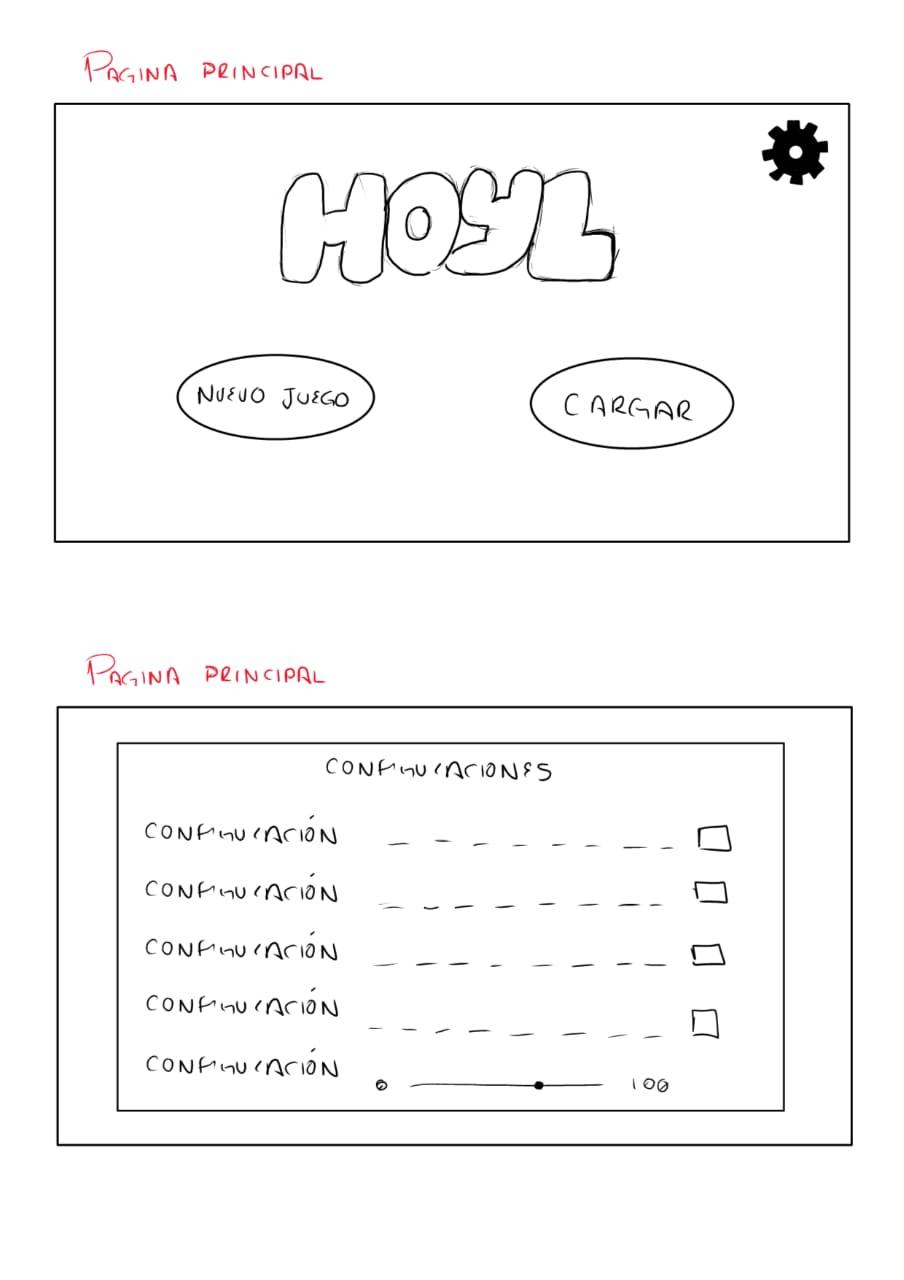 PAGINA PRINCIPAL
HOYL
NUEVO JUEGO
CARGAR
PAGINA PRINCIPAL
CONFIGURACIONES
CONFIGURACIÓN
CONFIGURACIÓN
CONFIGURACIÓN
CONFIGURACIÓN
CONFIGURACIÓN
0 100